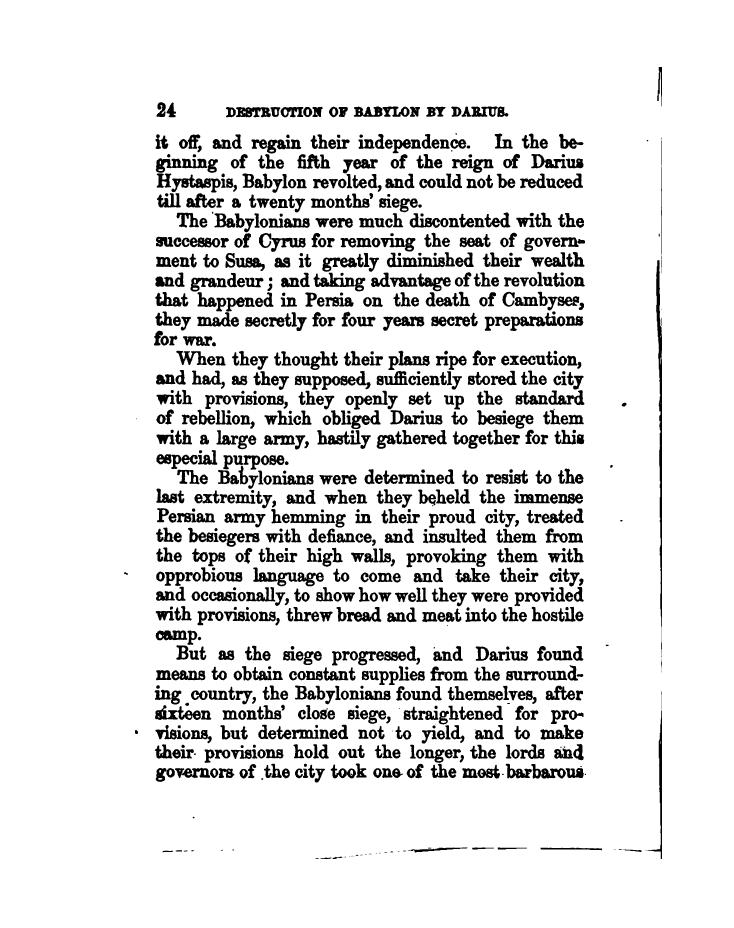 24 DESTRUCTION OF BABYLON BY DARIUS.
it off, and regain their independence. In the be-
ginning of the fifth year of the reign of Darius
Hystaspis, Babylon revolted, and could not be reduced
till after a twenty months' siege.
The Babylonians were much discontented with the
successor of Cyrus for removing the seat of govern-
ment to Susa, as it greatly diminished their wealth
and grandeur; and taking advantage of the revolution
that happened in Persia on the death of Cambyses,
they made secretly for four years secret preparations
for war.
When they thought their plans ripe for execution,
and had, as they supposed, sufficiently stored the city
with provisions, they openly set up the standard
of rebellion, which obliged Darius to besiege them
with a large army, hastily gathered together for this
especial purpose.
The Babylonians were determined to resist to the
last extremity, and when they beheld the immense
Persian army hemming in their proud city, treated
the besiegers with defiance, and insulted them from
the tops of their high walls, provoking them with
opprobious language to come and take their city,
and occasionally, to show how well they were provided
with provisions, threw bread and meat into the hostile
camp.
But as the siege progressed, and Darius found
means to obtain constant supplies from the surround-
ing country, the Babylonians found themselves, after
sixteen months' close siege, straightened for pro-
visions, but determined not to yield, and to make
their provisions hold out the longer, the lords and
governors of the city took one of the most barbarous